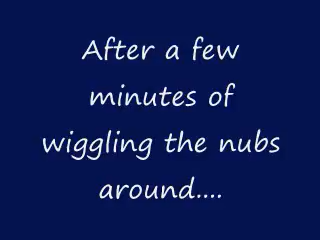 After a few
minutes of
wiggling the nubs
around....